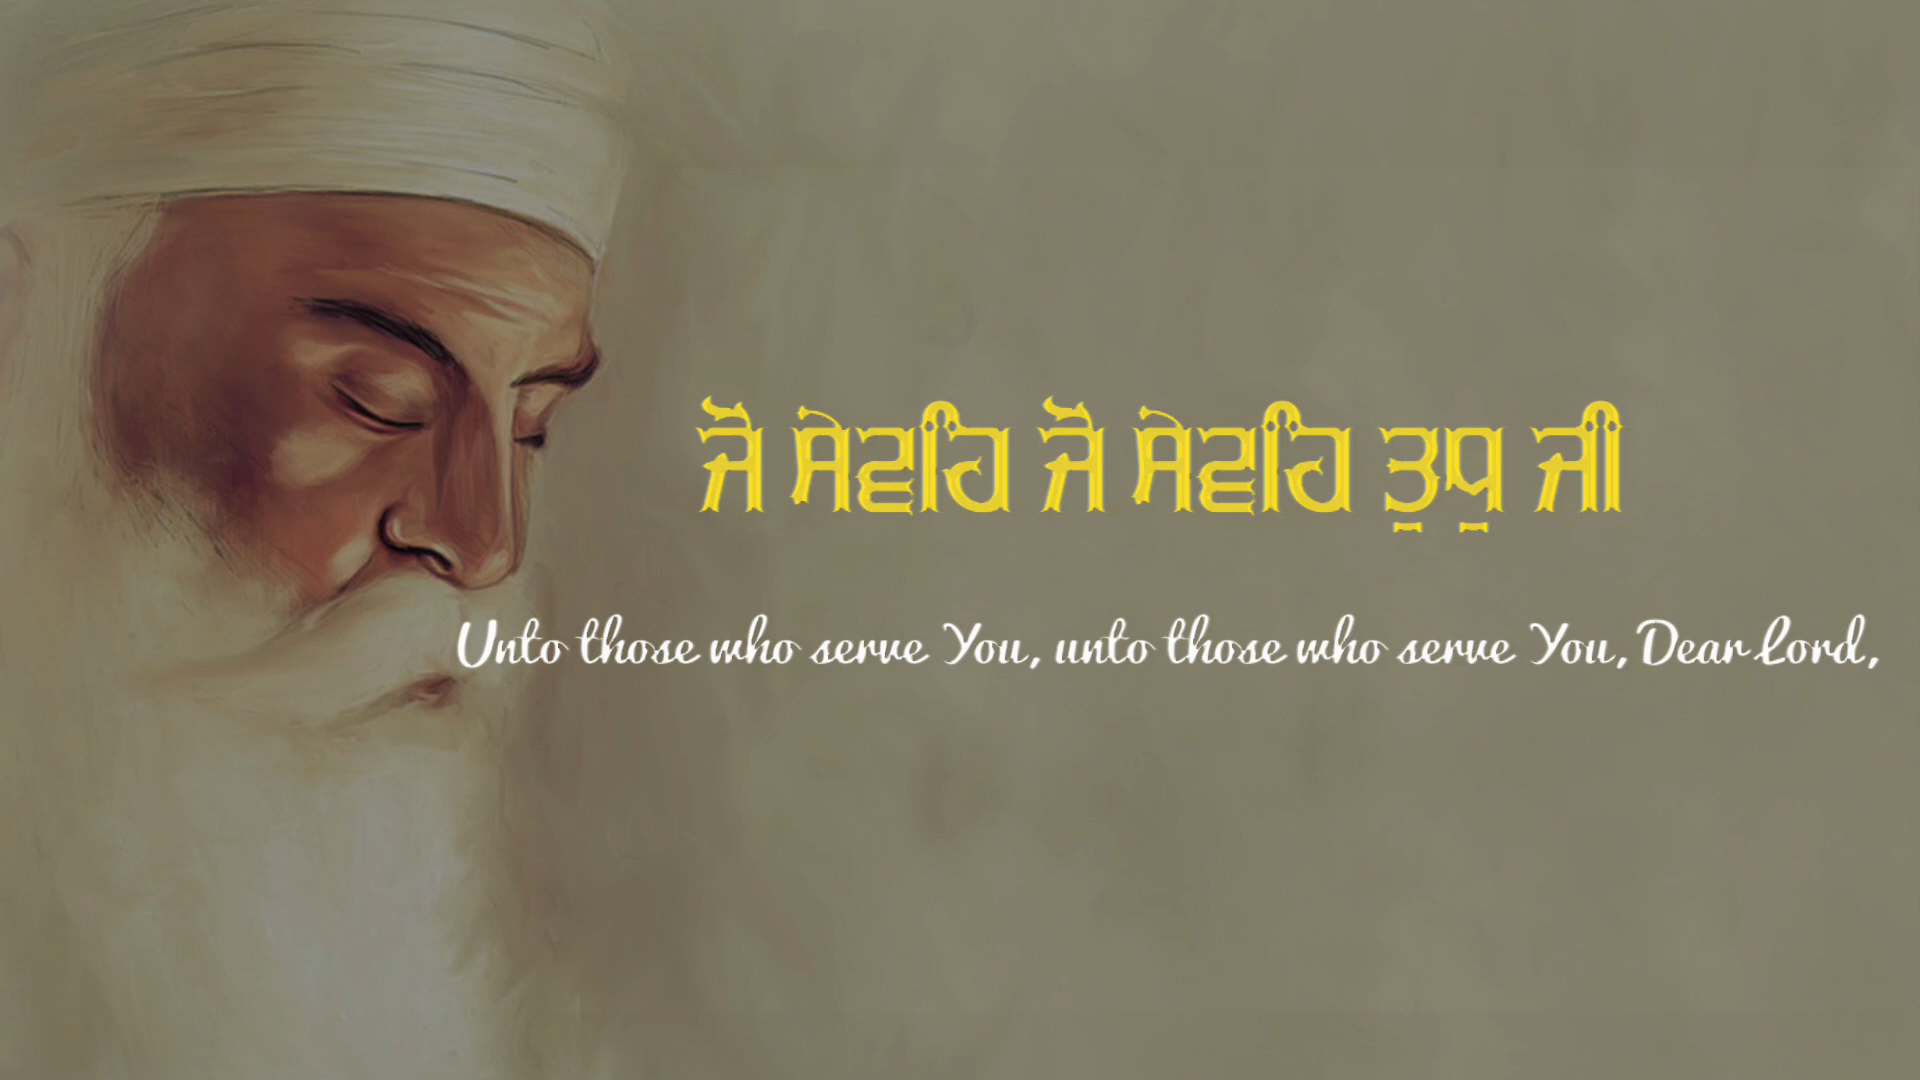 ਜੋ ਸੇਵਹਿ ਜੋ ਸੇਵਹਿ ਤੁਧੁ ਜੀ
Unto those who serve You, unto those who serve You, Dear Lord,